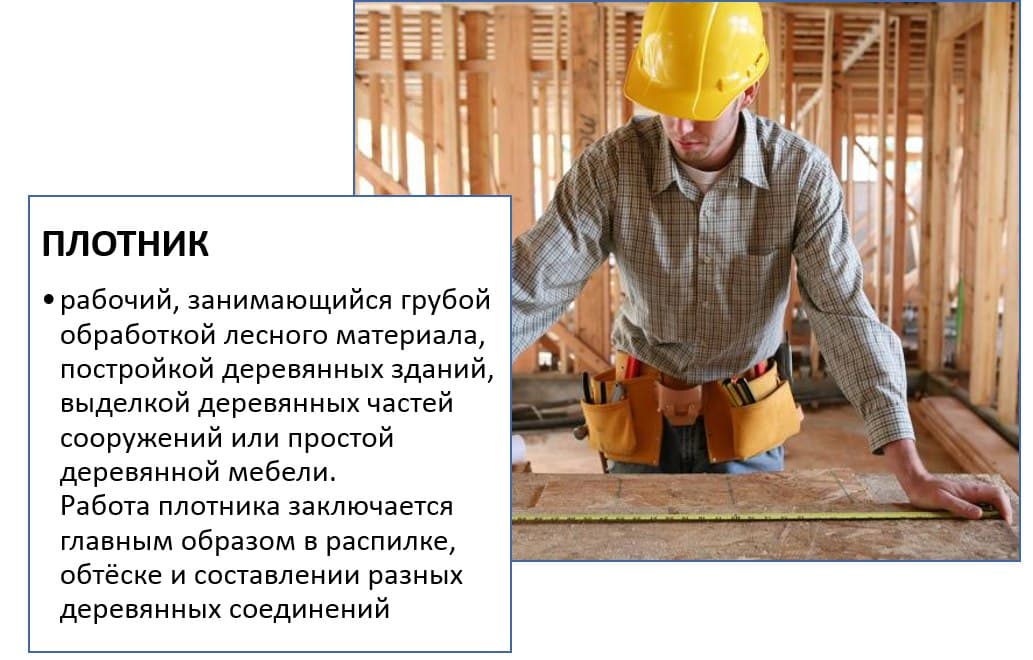 ПЛОТНИК
•рабочий, занимающийся грубой
обработкой лесного материала,
постройкой деревянных зданий,
выделкой деревянных частей
сооружений или простой
деревянной мебели.
Работа плотника заключается
главным образом в распилке,
обтёске и составлении разных
деревянных соединений